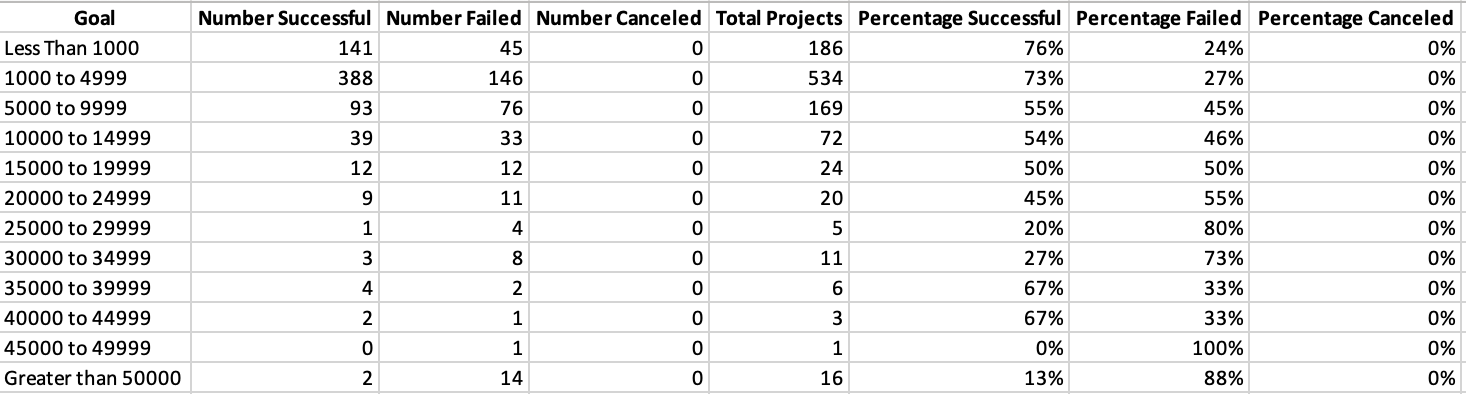 Goal Number Successful Number Failed Number Canceled Total Projects Percentage Successful Percentage Failed Percentage Canceled
Less Than 1000 141 45 0 186 76% 24% 0%
1000 to 4999 388 146 0 534 73% 27% 0%
5000 to 9999 93 76 0 169 55% 45% 0%
10000 to 14999 39 33 0 72 54% 46% 0%
15000 to 19999 12 12 0 24 50% 50% 0%
20000 to 24999 9 11 0 20 45% 55% 0%
25000 to 29999 1 4 0 5 20% 80% 0%
30000 to 34999 3 8 0 11 27% 73% 0%
35000 to 39999 4 2 0 6 67% 33% 0%
40000 to 44999 2 1 0 3 67% 33% 0%
45000 to 49999 0 1 0 1 0% 100% 0%
Greater than 50000 2 14 0 16 13% 88% 0%